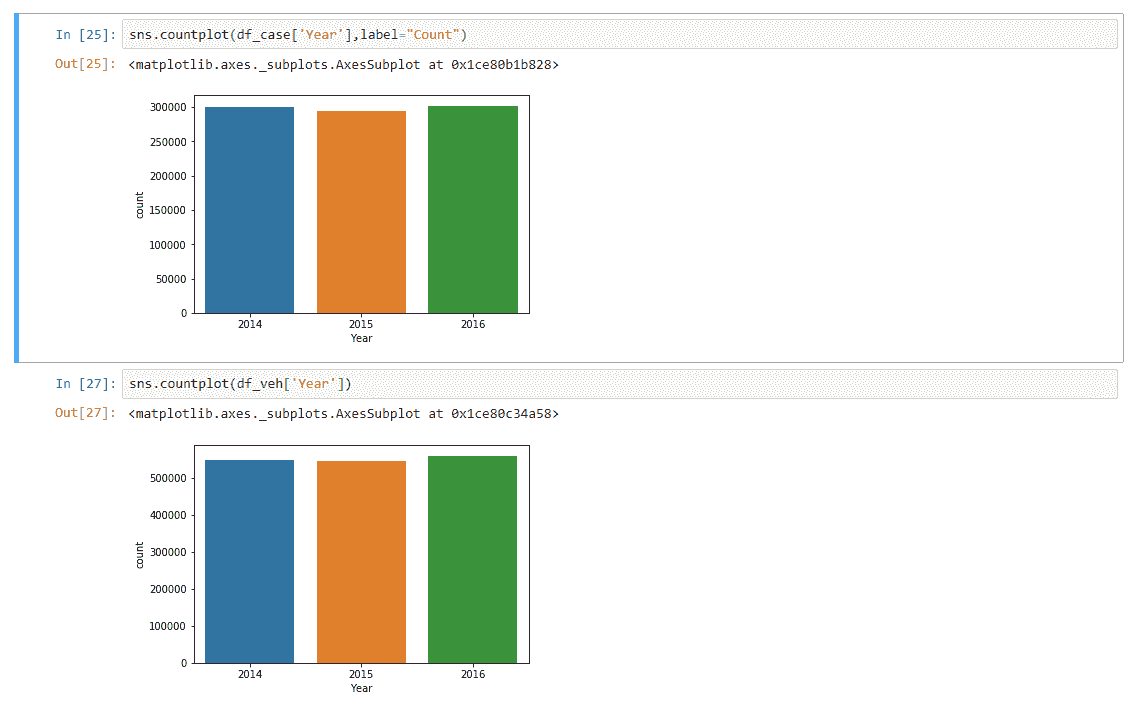 In [25]: sns.countplot(df_case['Year'],label="Count")
Out[25]: <matplotlib.axes._subplots.AxesSubplot at 0x1ce80b1b828>
300000
250000
200000
150000
100000
50000
0
count
2014 2015 2016
Year
In [27]: sns.countplot(df_veh['Year'])
Out[27]: <matplotlib.axes._subplots.AxesSubplot at 0x1ce80c34a58>
500000
400000
300000
200000
100000
0
count
2014 2015 2016
Year